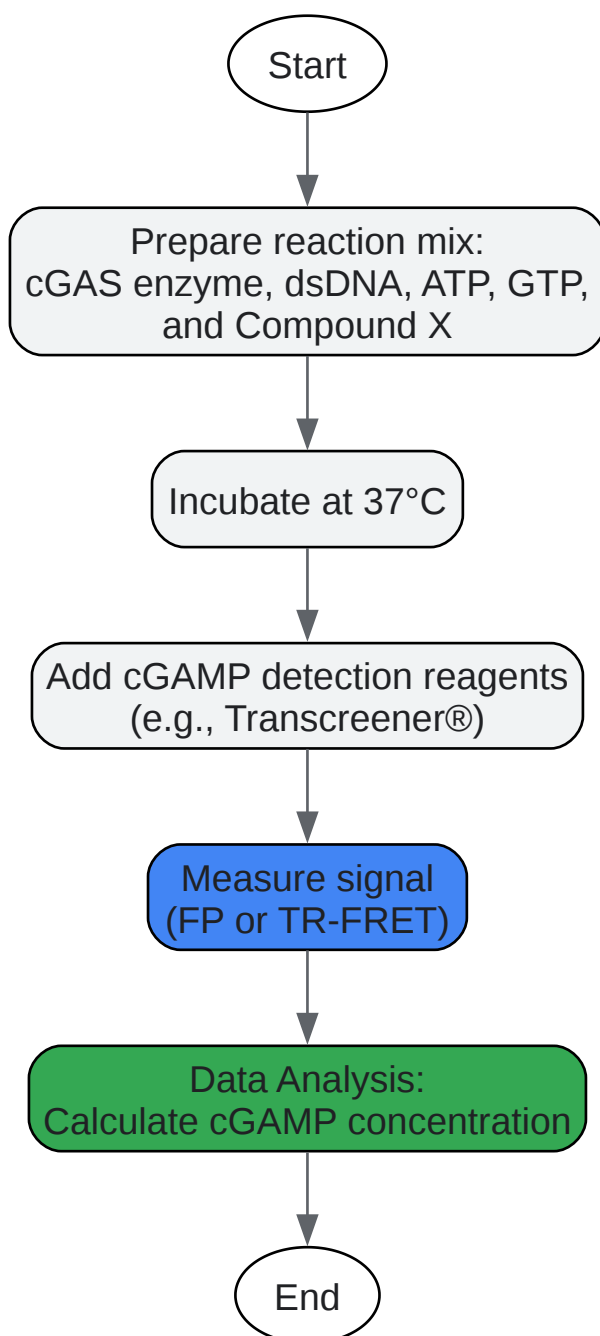 Start
Prepare reaction mix:
cGAS enzyme, dsDNA, ATP, GTP,
and Compound X
Incubate at 37°C
Add cGAMP detection reagents
(e.g., Transcreener®)
Measure signal
(FP or TR-FRET)
Data Analysis:
Calculate cGAMP concentration
End